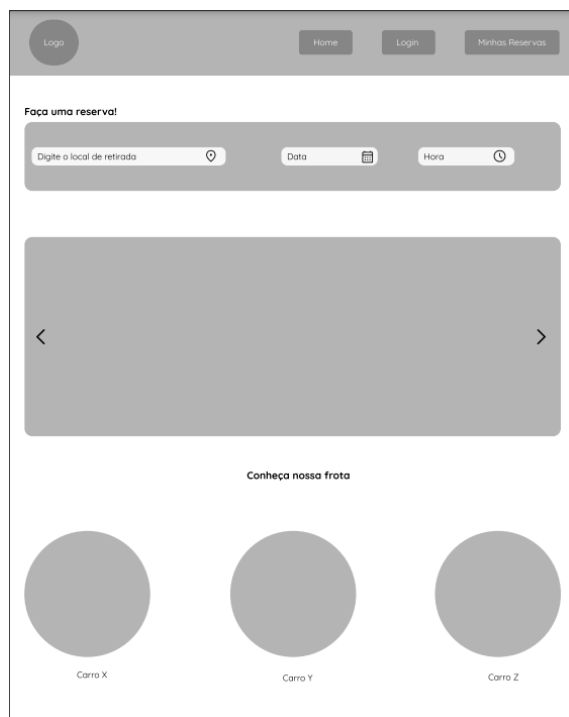 Logo
Home
Login
Minhas Reservas
Faça uma reserva!
Digite o local de retirada
Data
Hora
Conheça nossa frota
Carro X
Carro Y
Carro Z